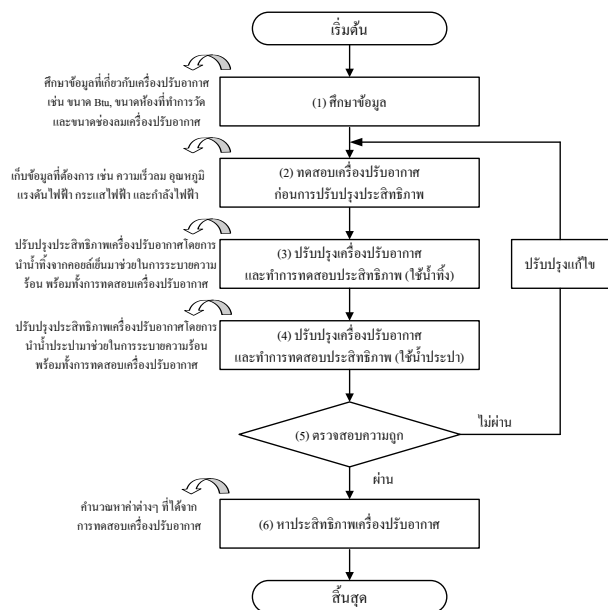 เริ่มต้น
ศึกษาข้อมูลที่เกี่ยวกับเครื่องปรับอากาศ
เช่น ขนาด Btu, ขนาดห้องที่ทำการวัด
และขนาดช่องลมเครื่องปรับอากาศ
(1) ศึกษาข้อมูล
เก็บข้อมูลที่ต้องการ เช่น ความเร็วลม อุณหภูมิ
แรงดันไฟฟ้า กระแสไฟฟ้า และกำลังไฟฟ้า
(2) ทดสอบเครื่องปรับอากาศ
ก่อนการปรับปรุงประสิทธิภาพ
ปรับปรุงประสิทธิภาพเครื่องปรับอากาศโดยการ
นำน้ำทิ้งจากคอยล์เย็นมาช่วยในการระบายความ
ร้อน พร้อมทั้งการทดสอบเครื่องปรับอากาศ
(3) ปรับปรุงเครื่องปรับอากาศ
และทำการทดสอบประสิทธิภาพ (ใช้น้ำทิ้ง)
ปรับปรุงแก้ไข
ปรับปรุงประสิทธิภาพเครื่องปรับอากาศโดยการ
นำน้ำประปามาช่วยในการระบายความร้อน
พร้อมทั้งการทดสอบเครื่องปรับอากาศ
(4) ปรับปรุงเครื่องปรับอากาศ
และทำการทดสอบประสิทธิภาพ (ใช้น้ำประปา)
(5) ตรวจสอบความถูก
ไม่ผ่าน
ผ่าน
คำนวณหาค่าต่างๆ ที่ได้จาก
การทดสอบเครื่องปรับอากาศ
(6) หาประสิทธิภาพเครื่องปรับอากาศ
สิ้นสุด